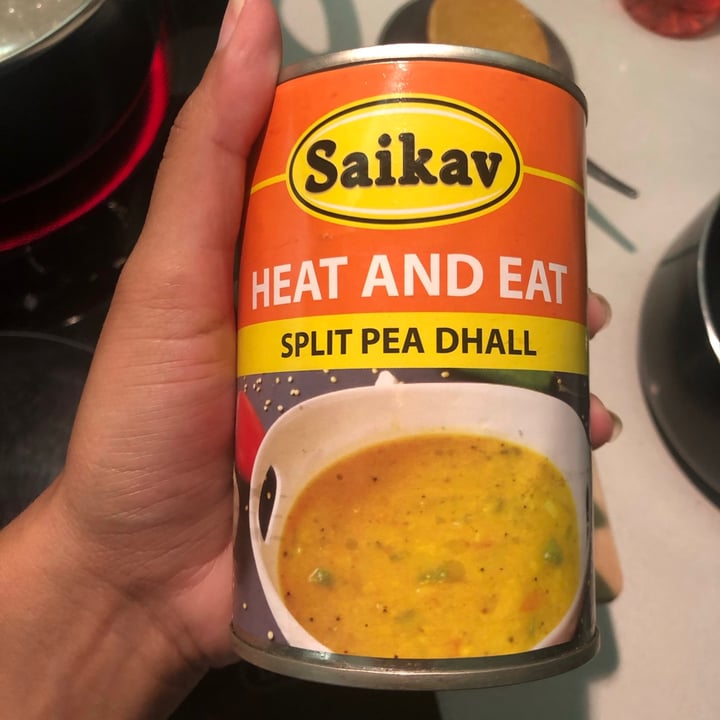 Saikav
HEAT AND EAT
SPLIT PEA DHALL